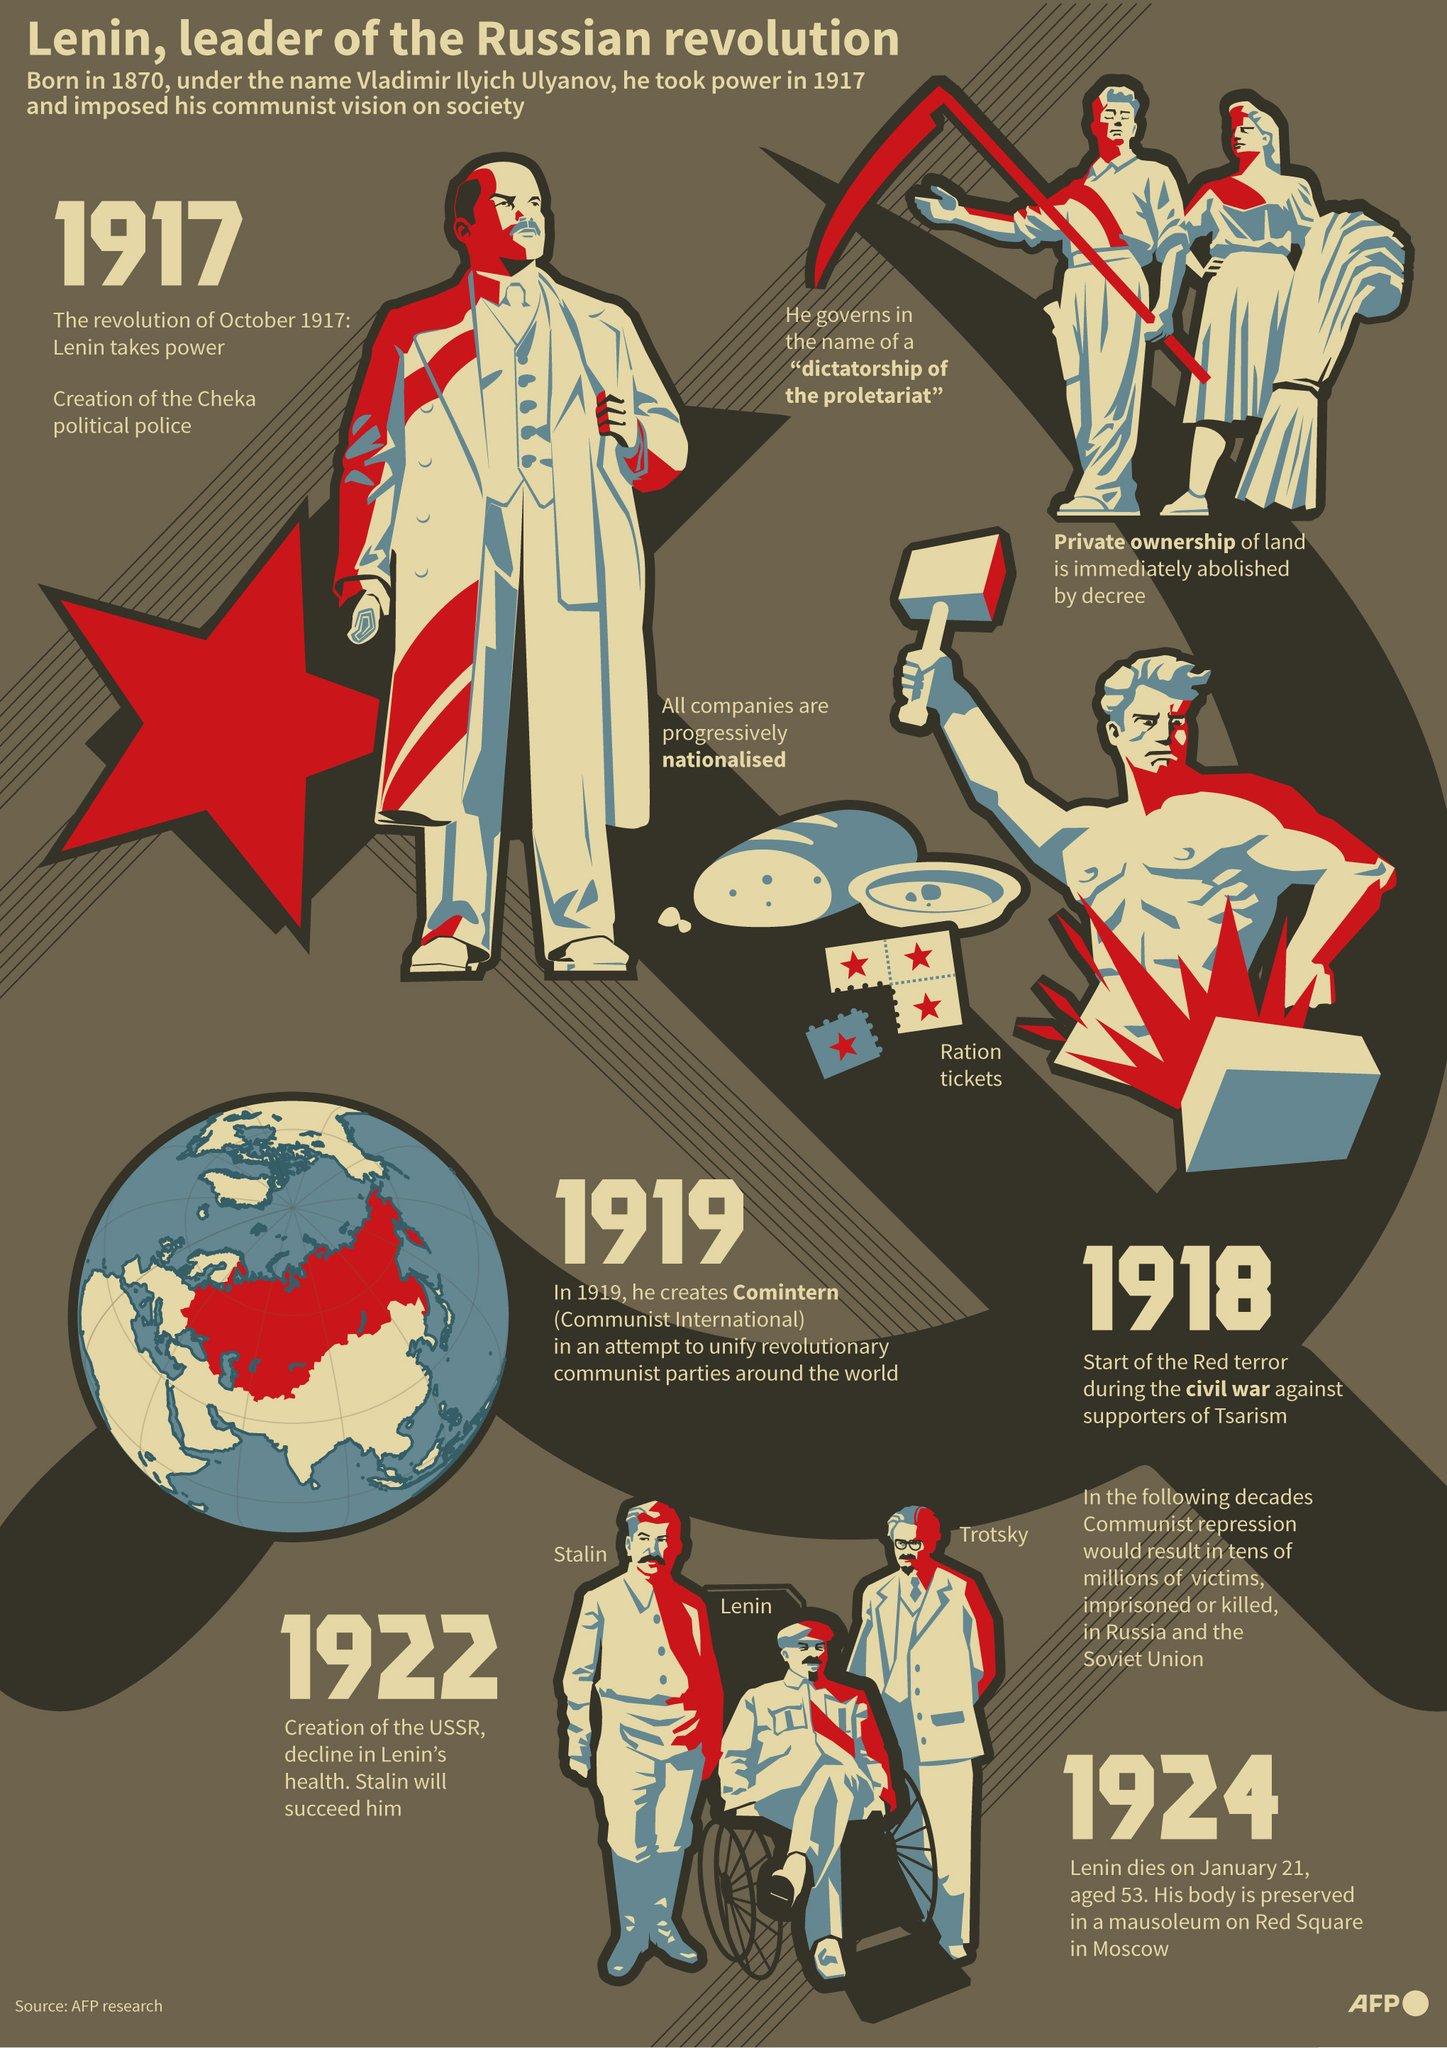 Lenin, leader of the Russian revolution
Born in 1870, under the name Vladimir Ilyich Ulyanov, he took power in 1917
and imposed his communist vision on society
1917
The revolution of October 1917:
Lenin takes power
Creation of the Cheka
political police
He governs in
the name of a
“dictatorship of
the proletariat”
Private ownership of land
is immediately abolished
by decree
All companies are
progressively
nationalised
Ration
tickets
1918
Start of the Red terror
during the civil war against
supporters of Tsarism
In the following decades
Communist repression
would result in tens of
millions of victims,
imprisoned or killed,
in Russia and the
Soviet Union
1919
In 1919, he creates Comintern
(Communist International)
in an attempt to unify revolutionary
communist parties around the world
1922
Creation of the USSR,
decline in Lenin’s
health. Stalin will
succeed him
Stalin
Lenin
Trotsky
1924
Lenin dies on January 21,
aged 53. His body is preserved
in a mausoleum on Red Square
in Moscow
Source: AFP research
AFP